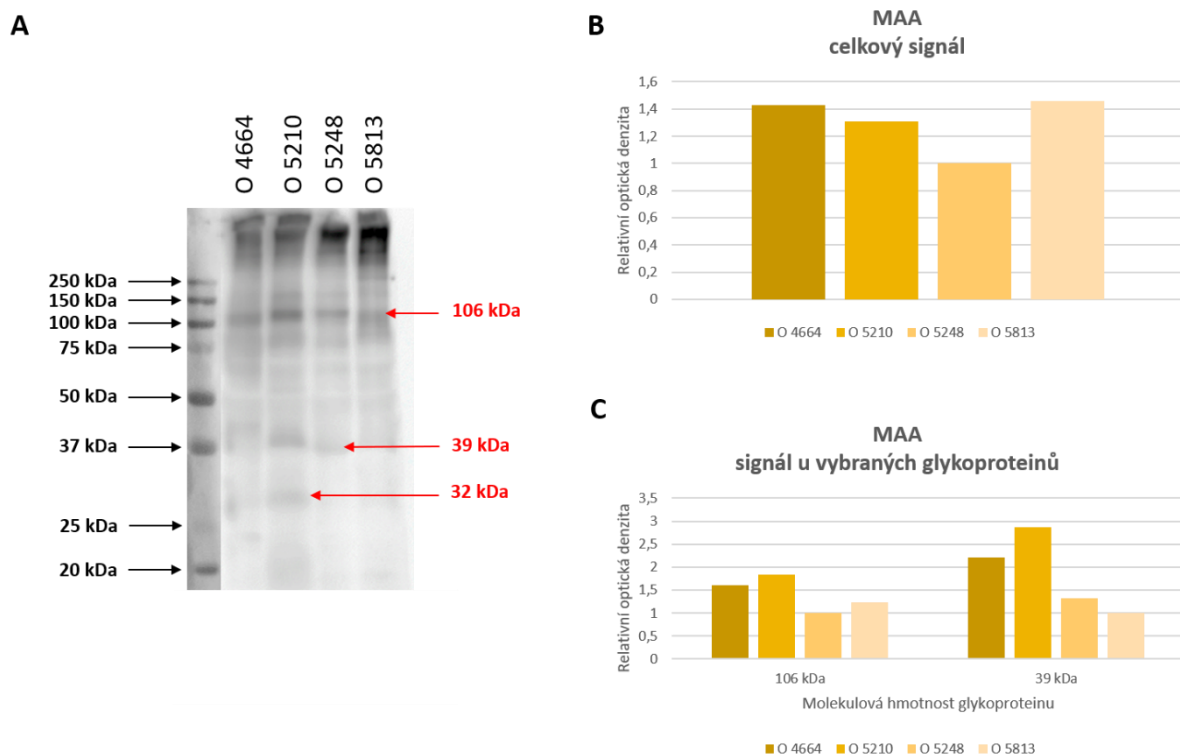 A
O 4664
O 5210
O 5248
O 5813
250 kDa
150 kDa
100 kDa
75 kDa
50 kDa
37 kDa
25 kDa
20 kDa
106 kDa
39 kDa
32 kDa
B
MAA
celkový signál
Relativní optická denzita
1,6
1,4
1,2
1
0,8
0,6
0,4
0,2
0
O 4664 O 5210 O 5248 O 5813
C
MAA
signál u vybraných glykoproteinů
Relativní optická denzita
3,5
3
2,5
2
1,5
1
0,5
0
106 kDa 39 kDa
Molekulová hmotnost glykoproteinu
O 4664 O 5210 O 5248 O 5813